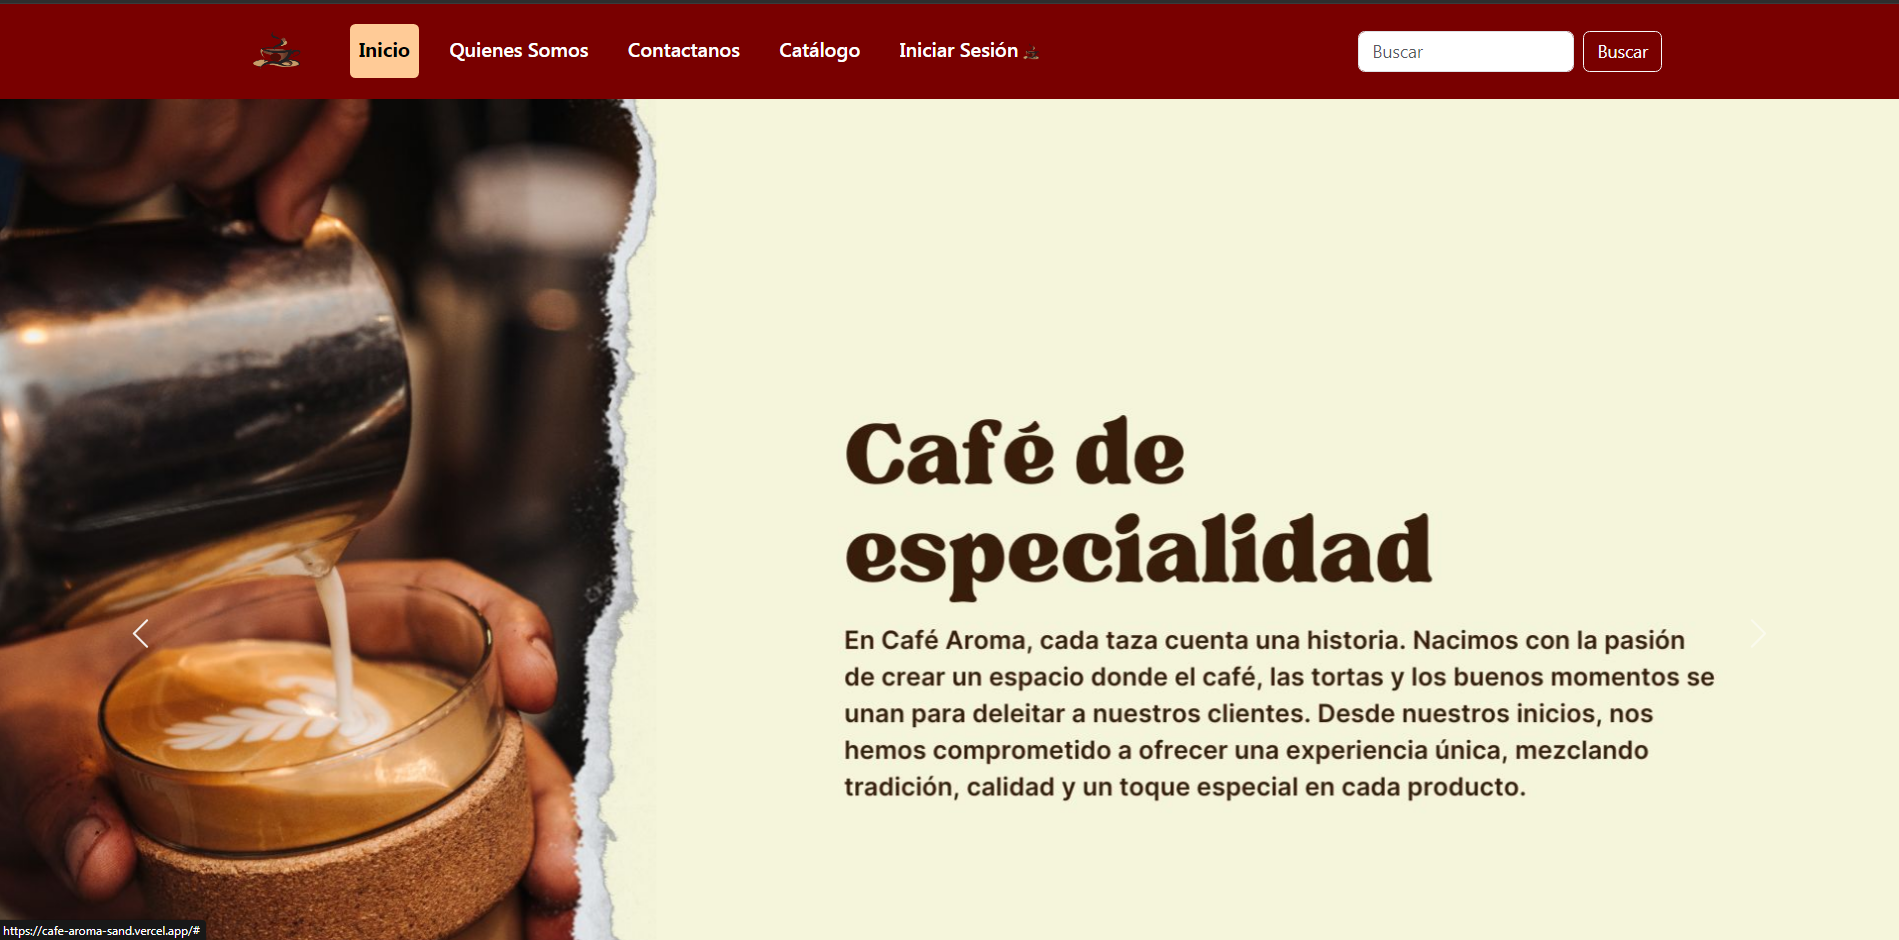 Inicio Quienes Somos Contactanos Catálogo Iniciar Sesión Buscar Buscar
Café de
especialidad
En Café Aroma, cada taza cuenta una historia. Nacimos con la pasión
de crear un espacio donde el café, las tortas y los buenos momentos se
unan para deleitar a nuestros clientes. Desde nuestros inicios, nos
hemos comprometido a ofrecer una experiencia única, mezclando
tradición, calidad y un toque especial en cada producto.
https://cafe-aroma-sand.vercel.app/#